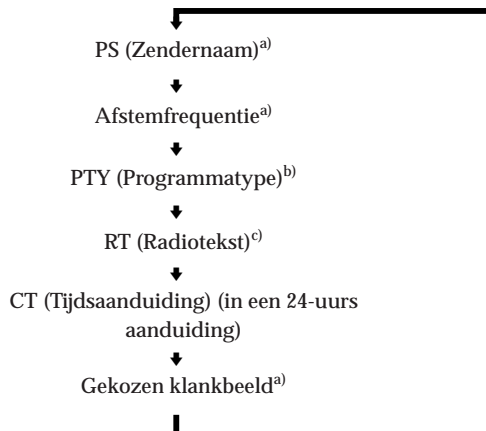 PS (Zendernaam)a)
Afstemfrequentiea)
PTY (Programmatype)b)
RT (Radiotekst)c)
CT (Tijdsaanduiding) (in een 24-uurs
aanduiding)
Gekozen klankbeelda)